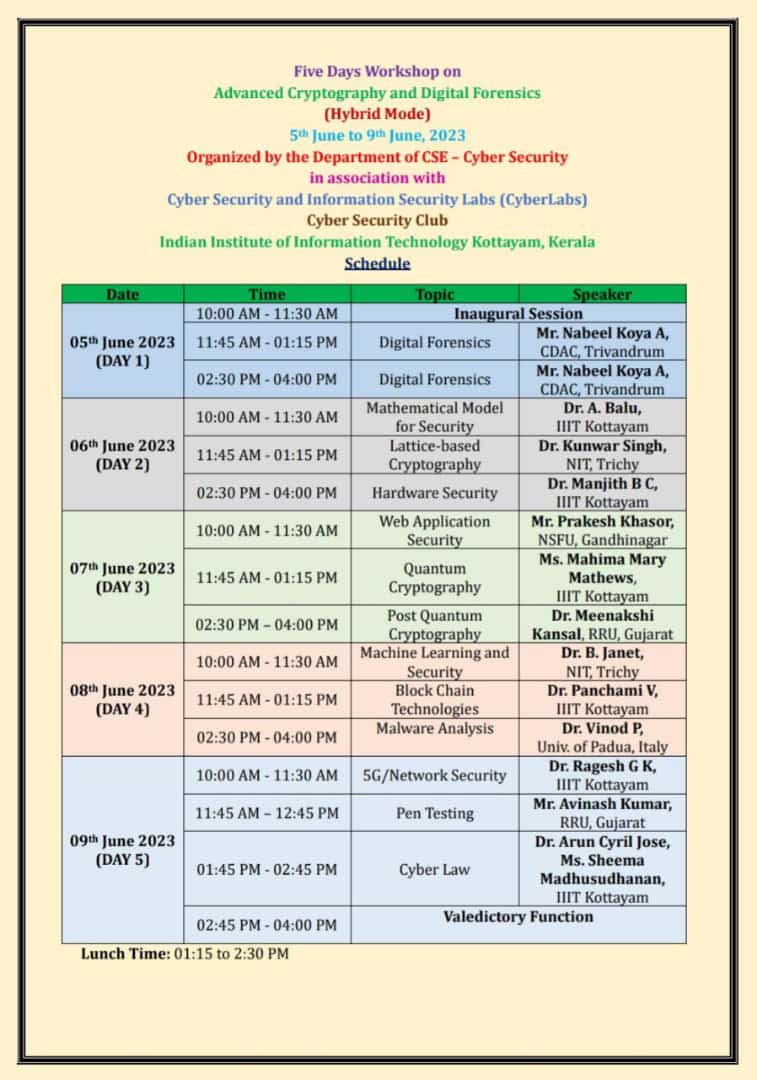 Five Days Workshop on
Advanced Cryptography and Digital Forensics
(Hybrid Mode)
5th June to 9th June, 2023
Organized by the Department of CSE – Cyber Security
in association with
Cyber Security and Information Security Labs (CyberLabs)
Cyber Security Club
Indian Institute of Information Technology Kottayam, Kerala
Schedule
Date Time Topic Speaker
05th June 2023
(DAY 1)
10:00 AM - 11:30 AM
Inaugural Session
11:45 AM - 01:15 PM
Digital Forensics
Mr. Nabeel Koya A,
CDAC, Trivandrum
02:30 PM - 04:00 PM
Digital Forensics
Mr. Nabeel Koya A,
CDAC, Trivandrum
06th June 2023
(DAY 2)
10:00 AM - 11:30 AM
Mathematical Model
for Security
Dr. A. Balu,
IIIT Kottayam
11:45 AM - 01:15 PM
Lattice-based
Cryptography
Dr. Kunwar Singh,
NIT, Trichy
02:30 PM - 04:00 PM
Hardware Security
Dr. Manjith B C,
IIIT Kottayam
07th June 2023
(DAY 3)
10:00 AM - 11:30 AM
Web Application
Security
Mr. Prakesh Khasor,
NSFU, Gandhinagar
11:45 AM - 01:15 PM
Quantum
Cryptography
Ms. Mahima Mary
Mathews,
IIIT Kottayam
02:30 PM – 04:00 PM
Post Quantum
Cryptography
Dr. Meenakshi
Kansal, RRU, Gujarat
08th June 2023
(DAY 4)
10:00 AM - 11:30 AM
Machine Learning and
Security
Dr. B. Janet,
NIT, Trichy
11:45 AM - 01:15 PM
Block Chain
Technologies
Dr. Panchami V,
IIIT Kottayam
02:30 PM - 04:00 PM
Malware Analysis
Dr. Vinod P,
Univ. of Padua, Italy
09th June 2023
(DAY 5)
10:00 AM - 11:30 AM
5G/Network Security
Dr. Ragesh G K,
IIIT Kottayam
11:45 AM – 12:45 PM
Pen Testing
Mr. Avinash Kumar,
RRU, Gujarat
01:45 PM - 02:45 PM
Cyber Law
Dr. Arun Cyril Jose,
Ms. Sheema
Madhusudhanan,
IIIT Kottayam
02:45 PM - 04:00 PM
Valedictory Function
Lunch Time: 01:15 to 2:30 PM